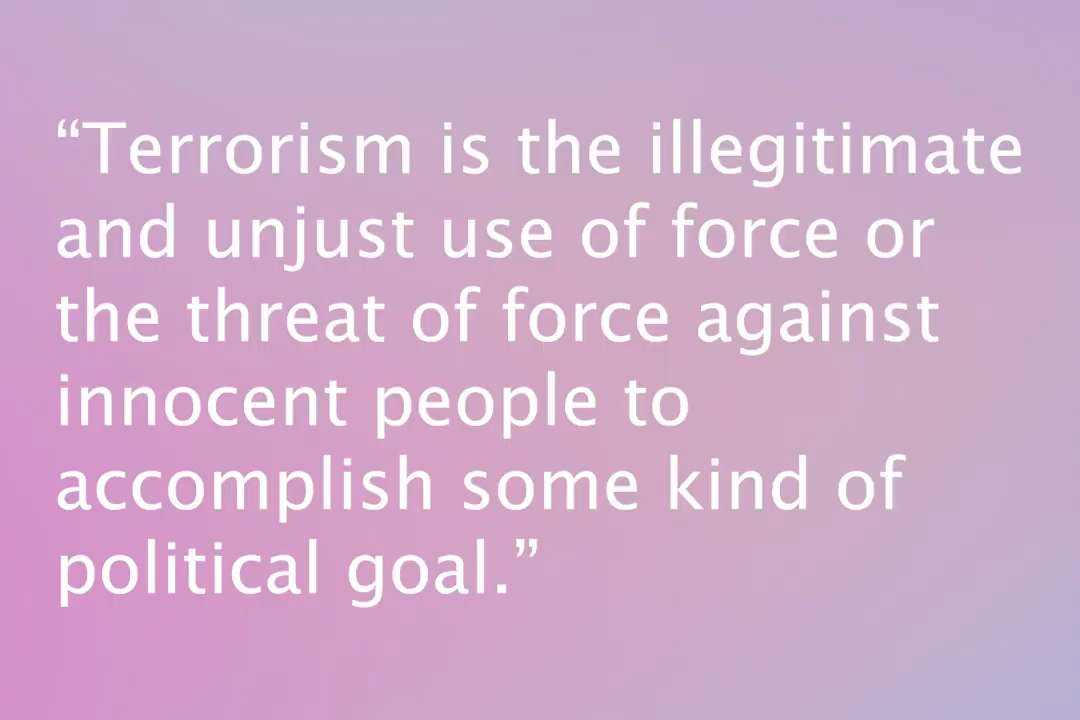 “Terrorism is the illegitimate
and unjust use of force or
the threat of force against
innocent people to
accomplish some kind of
political goal.”